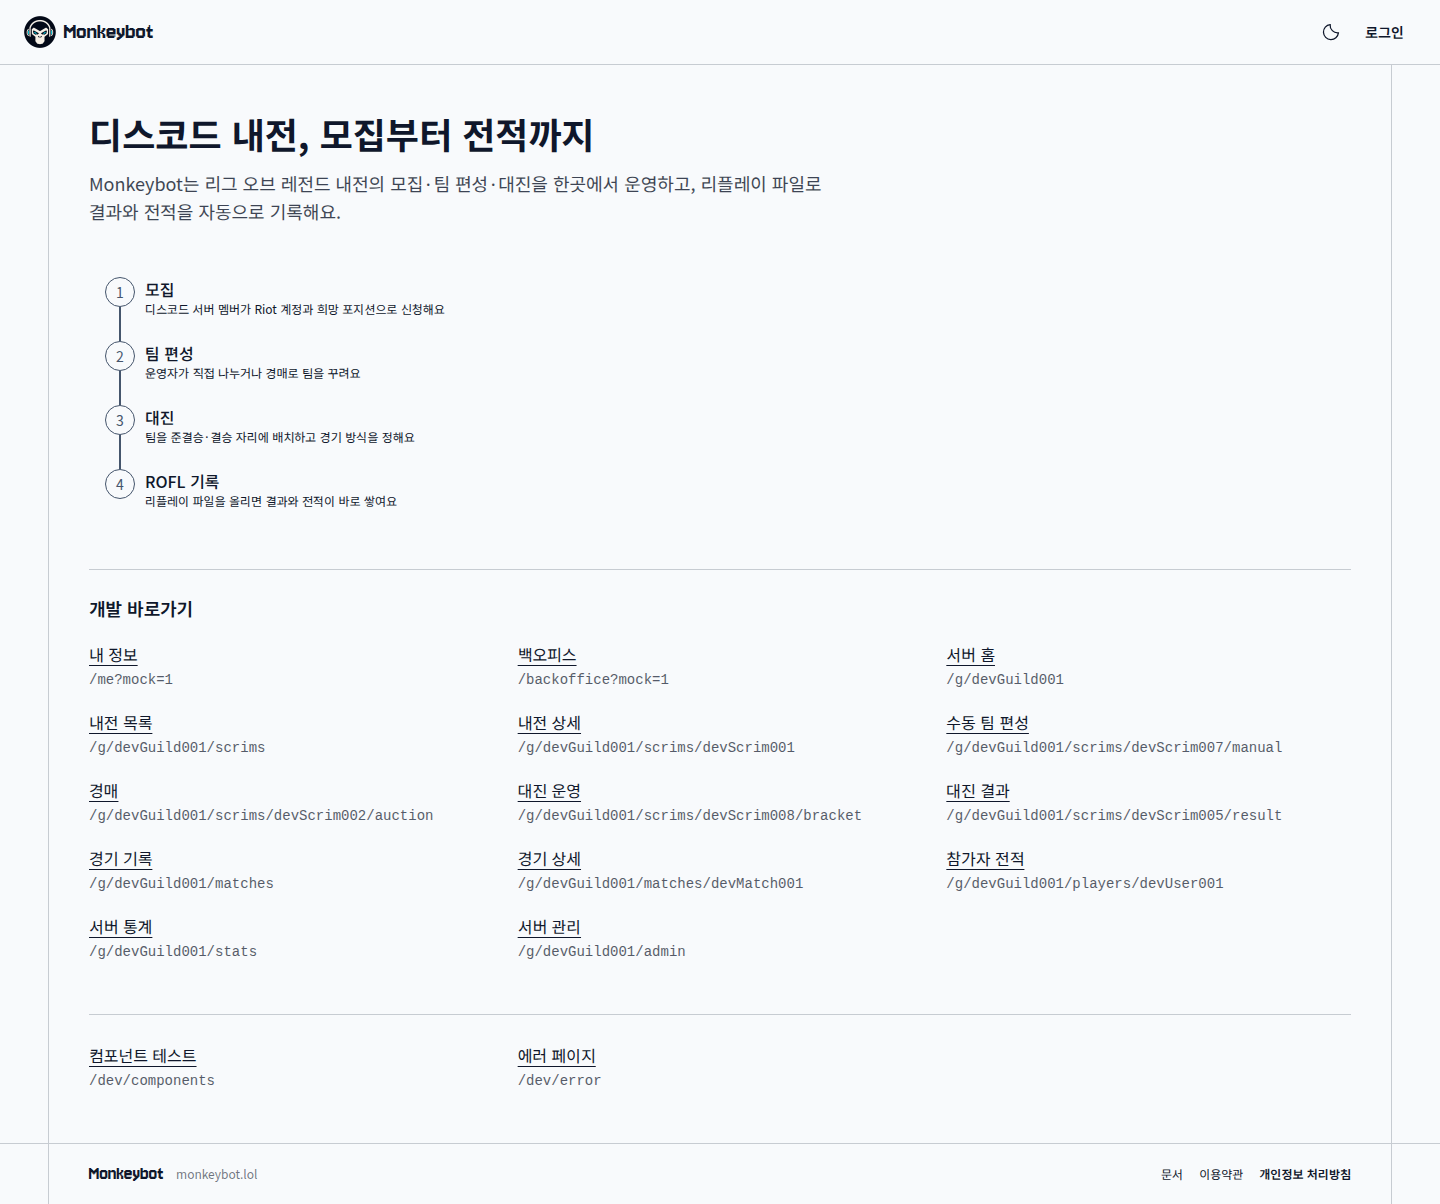 Monkeybot
로그인
디스코드 내전, 모집부터 전적까지
Monkeybot는 리그 오브 레전드 내전의 모집·팀 편성·대진을 한곳에서 운영하고, 리플레이 파일로
결과와 전적을 자동으로 기록해요.
1 모집
디스코드 서버 멤버가 Riot 계정과 희망 포지션으로 신청해요
2 팀 편성
운영자가 직접 나누거나 경매로 팀을 꾸려요
3 대진
팀을 준결승·결승 자리에 배치하고 경기 방식을 정해요
4 ROFL 기록
리플레이 파일을 올리면 결과와 전적이 바로 쌓여요
개발 바로가기
내 정보 백오피스 서버 홈
/me?mock=1 /backoffice?mock=1 /g/devGuild001
내전 목록 내전 상세 수동 팀 편성
/g/devGuild001/scrims /g/devGuild001/scrims/devScrim001 /g/devGuild001/scrims/devScrim007/manual
경매 대진 운영 대진 결과
/g/devGuild001/scrims/devScrim002/auction /g/devGuild001/scrims/devScrim008/bracket /g/devGuild001/scrims/devScrim005/result
경기 기록 경기 상세 참가자 전적
/g/devGuild001/matches /g/devGuild001/matches/devMatch001 /g/devGuild001/players/devUser001
서버 통계 서버 관리
/g/devGuild001/stats /g/devGuild001/admin
컴포넌트 테스트 에러 페이지
/dev/components /dev/error
Monkeybot monkeybot.lol 문서 이용약관 개인정보 처리방침